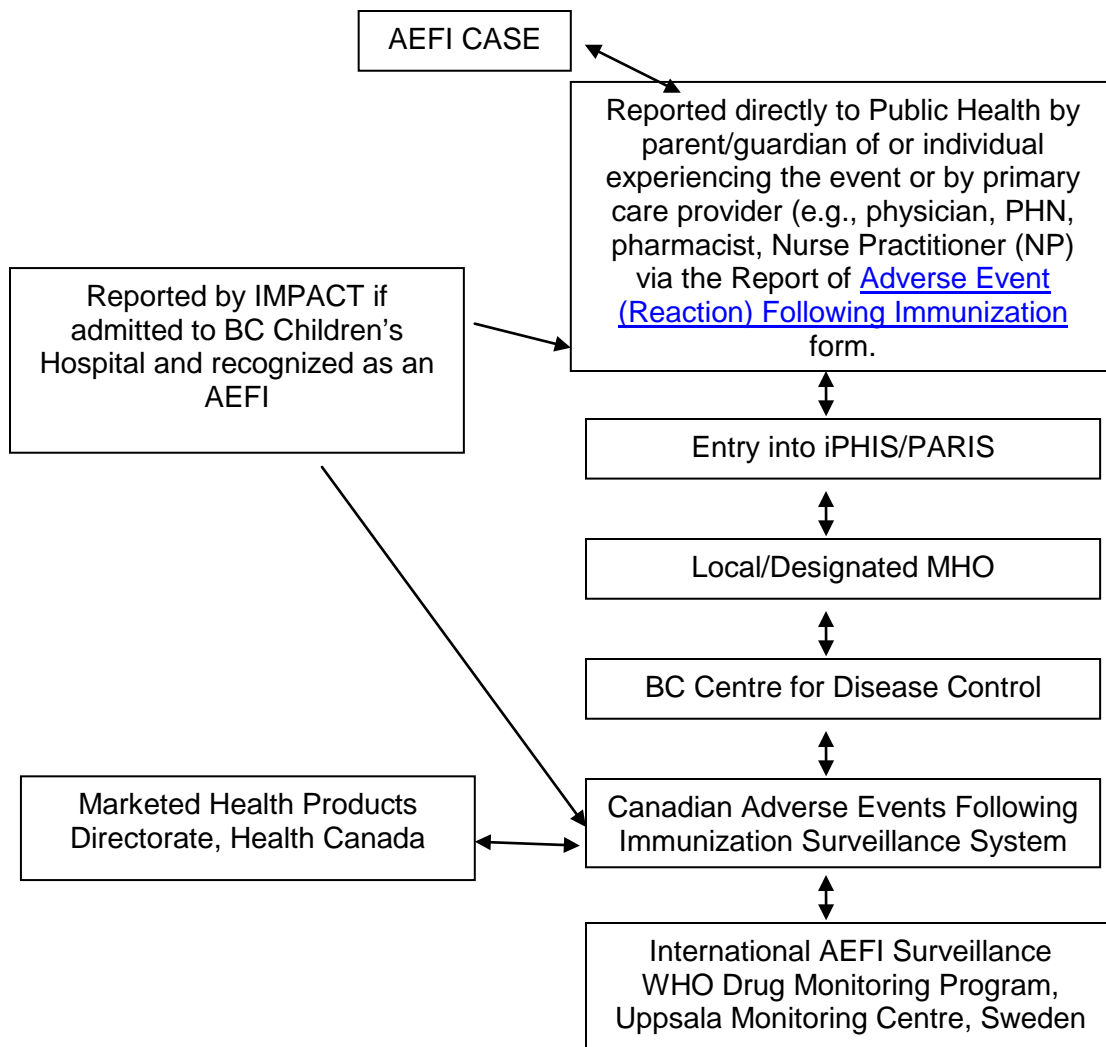 AEFI CASE
Reported directly to Public Health by
parent/guardian of or individual
experiencing the event or by primary
care provider (e.g., physician, PHN,
pharmacist, Nurse Practitioner (NP)
via the Report of Adverse Event
(Reaction) Following Immunization
form.
Reported by IMPACT if
admitted to BC Children’s
Hospital and recognized as an
AEFI
Entry into iPHIS/PARIS
Local/Designated MHO
BC Centre for Disease Control
Marketed Health Products
Directorate, Health Canada
Canadian Adverse Events Following
Immunization Surveillance System
International AEFI Surveillance
WHO Drug Monitoring Program,
Uppsala Monitoring Centre, Sweden